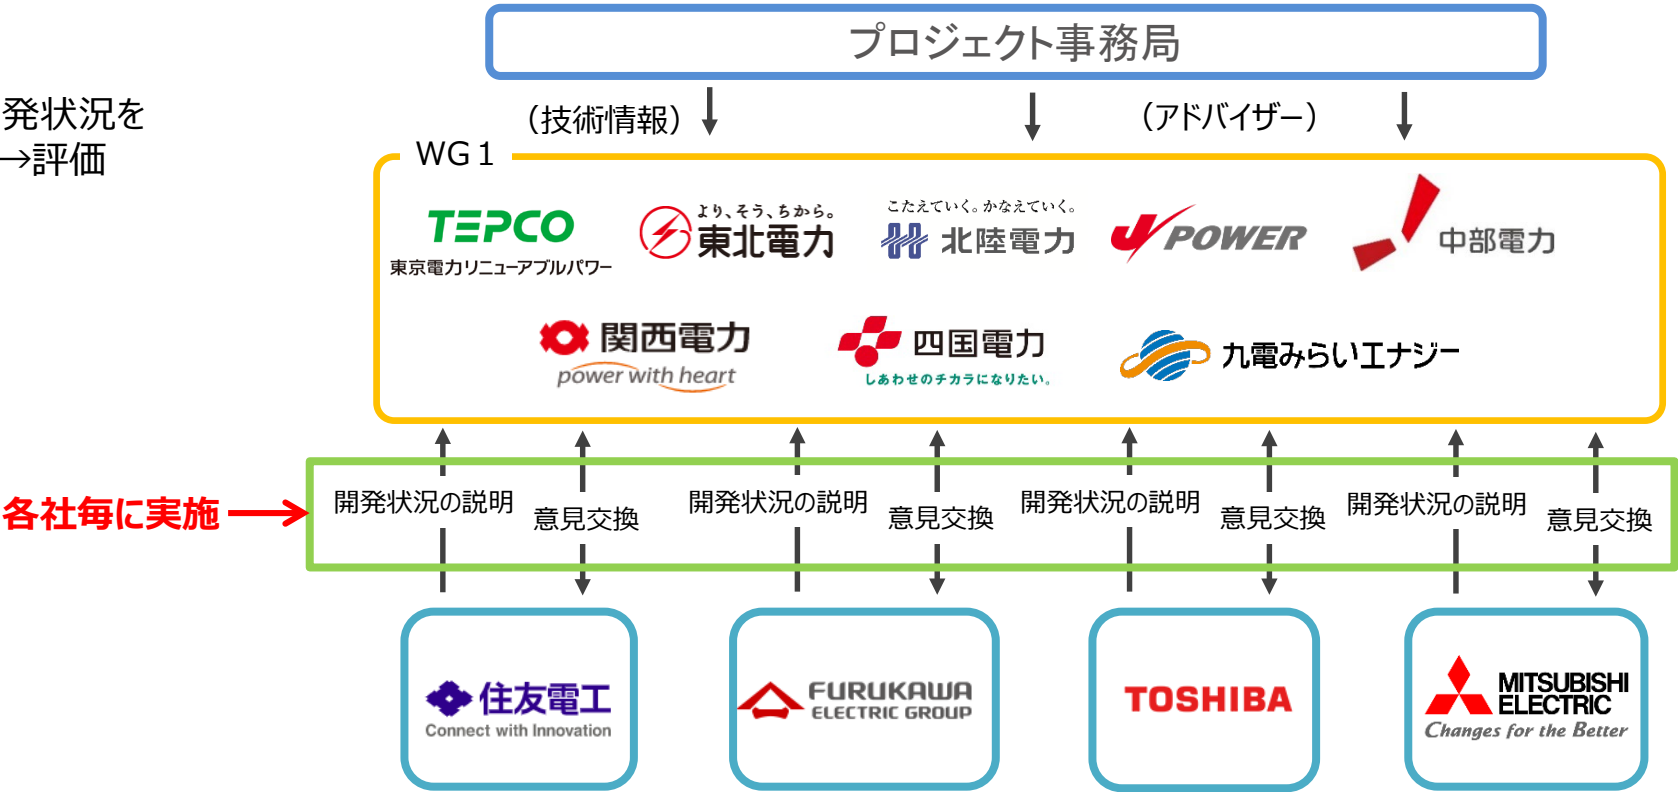 プロジェクト事務局
発状況を
→評価
（技術情報）
（アドバイザー）
WG１
TEPCO
東京電力リニューアブルパワー
より、そう、ちから。
東北電力
こたえていく。かなえていく。
北陸電力
J POWER
中部電力
関西電力
power with heart
四国電力
しあわせのチカラになりたい。
九電みらいエナジー
各社毎に実施
開発状況の説明
意見交換
開発状況の説明
意見交換
開発状況の説明
意見交換
開発状況の説明
意見交換
住友電工
Connect with Innovation
FURUKAWA
ELECTRIC GROUP
TOSHIBA
MITSUBISHI
ELECTRIC
Changes for the Better